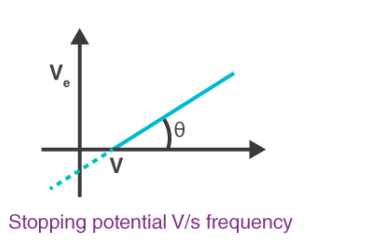 Ve
θ
V
Stopping potential V/s frequency